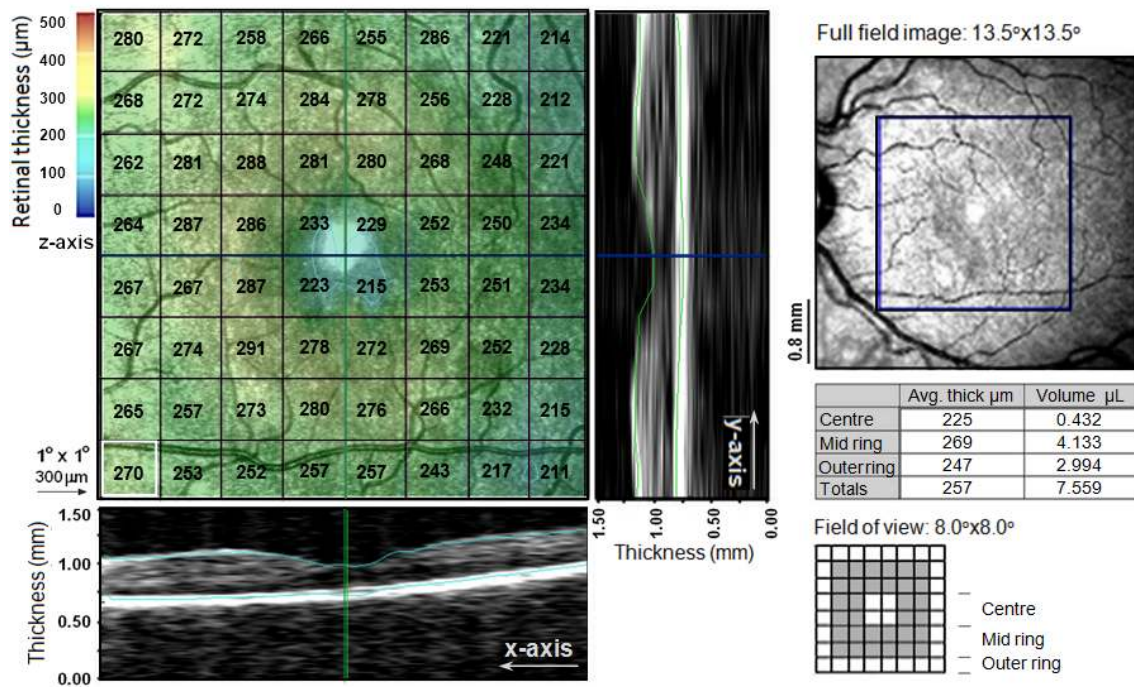 500
400
300
200
100
0
Retinal thickness (µm)
z-axis
280 272 258 266 255 286 221 214
268 272 274 284 278 256 228 212
262 281 288 281 280 268 248 221
264 287 286 233 229 252 250 234
267 267 287 223 215 253 251 234
267 274 291 278 272 269 252 228
265 257 273 280 276 266 232 215
270 253 252 257 257 243 217 211
1° x 1°
300 µm
1.50
1.00
0.50
0.00
Thickness (mm)
x-axis
y-axis
1.50 1.00 0.50 0.00
Thickness (mm)
Full field image: 13.5°x13.5°
0.8 mm
Avg. thick µm Volume µL
Centre 225 0.432
Mid ring 269 4.133
Outer ring 247 2.994
Totals 257 7.559
Field of view: 8.0°x8.0°
Centre
Mid ring
Outer ring